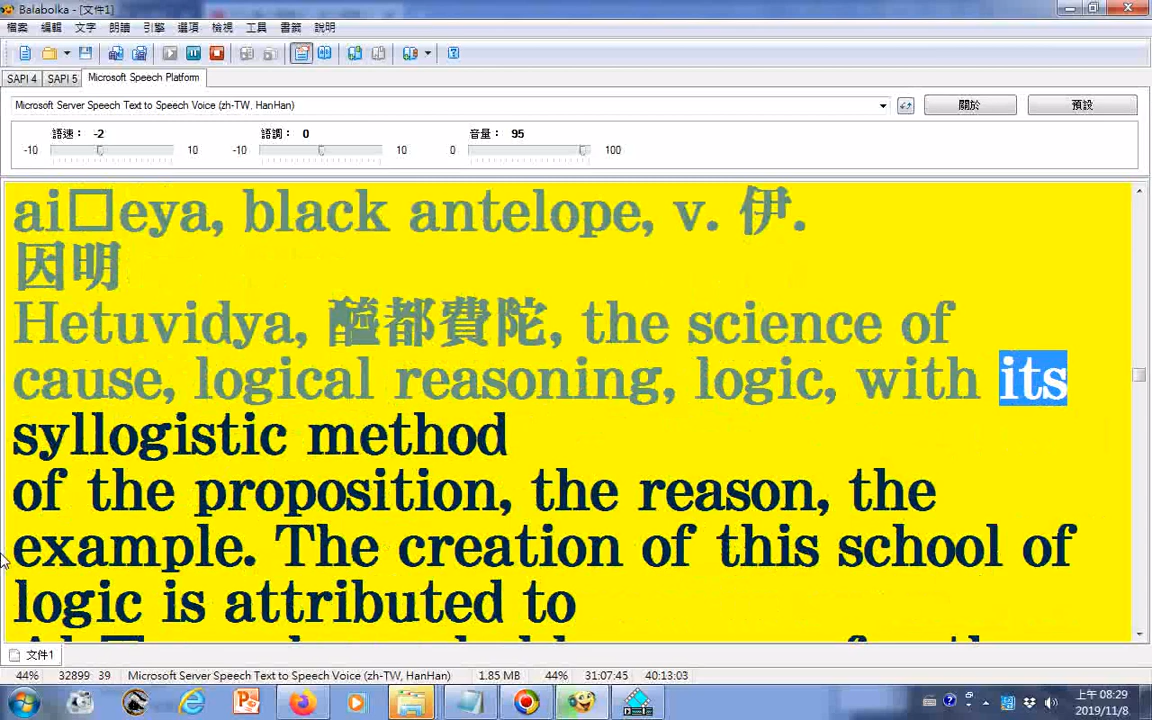 Balabolka - [文件1]
檔案 編輯 文字 朗讀 引擎 選項 檢視 工具 書籤 說明
SAPI 4 SAPI 5 Microsoft Speech Platform
Microsoft Server Speech Text to Speech Voice (zh-TW, HanHan) 關於 預設
語速： -2 語調： 0 音量： 95
-10 10 -10 10 0 100
ai□eya, black antelope, v. 伊.
因明
Hetuvidya, 醯都費陀, the science of
cause, logical reasoning, logic, with its
syllogistic method
of the proposition, the reason, the
example. The creation of this school of
logic is attributed to
文件1
44% 32899 39 Microsoft Server Speech Text to Speech Voice (zh-TW, HanHan) 1.85 MB 44% 31:07:45 40:13:03
上午 08:29
2019/11/8